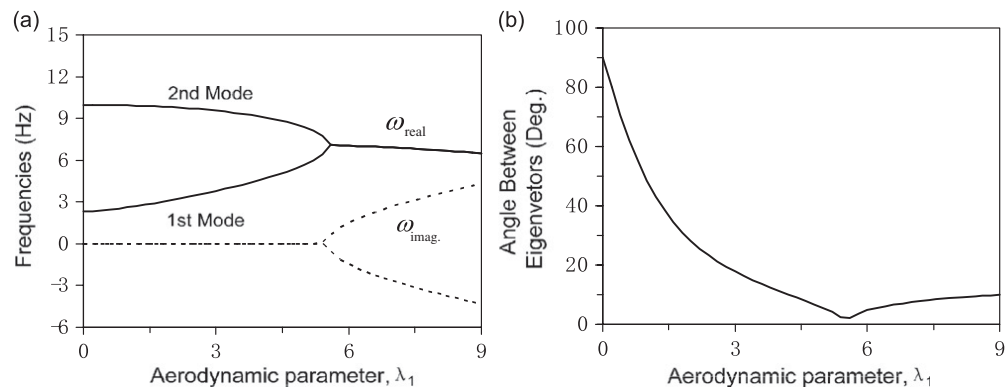 (a)
15
12
9
6
3
0
-3
-6
Frequencies (Hz)
2nd Mode
1st Mode
ω real
ω imag.
0
3
6
9
Aerodynamic parameter, λ1
(b)
100
80
60
40
20
0
Angle Between
Eigenvetors (Deg.)
0
3
6
9
Aerodynamic parameter, λ1